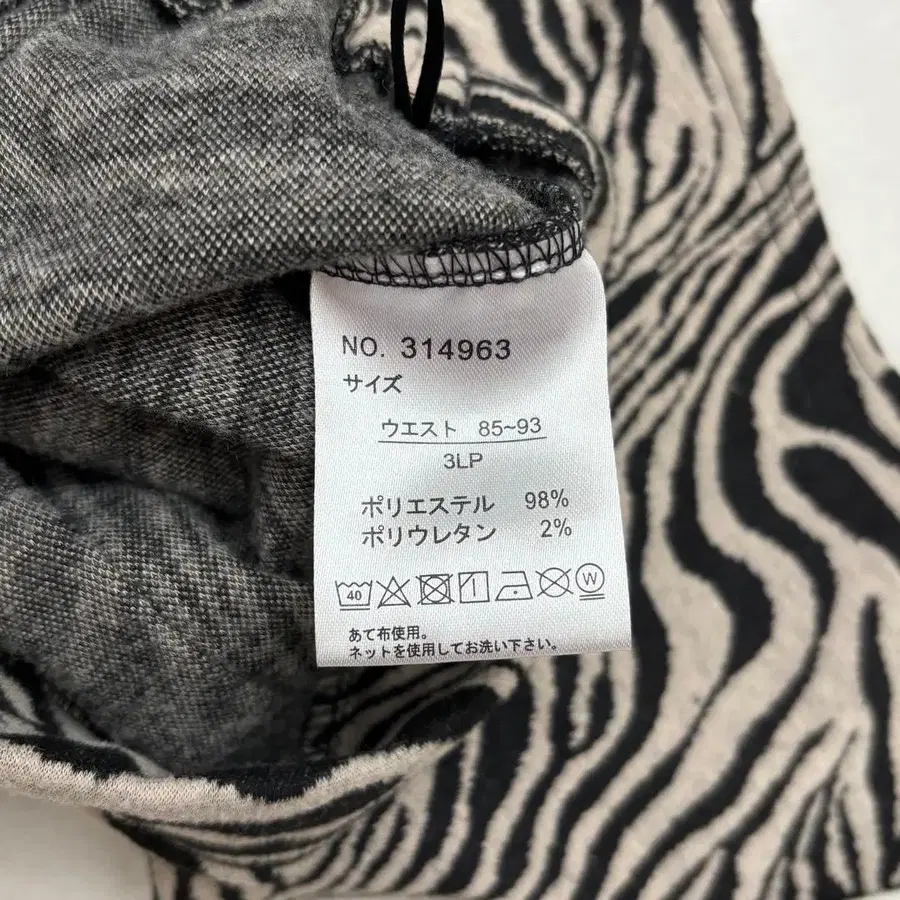 NO. 314963
サイズ
ウエスト 85~93
3LP
ポリエステル 98%
ポリウレタン 2%
40 W
あて布使用。
ネットを使用してお洗い下さい。